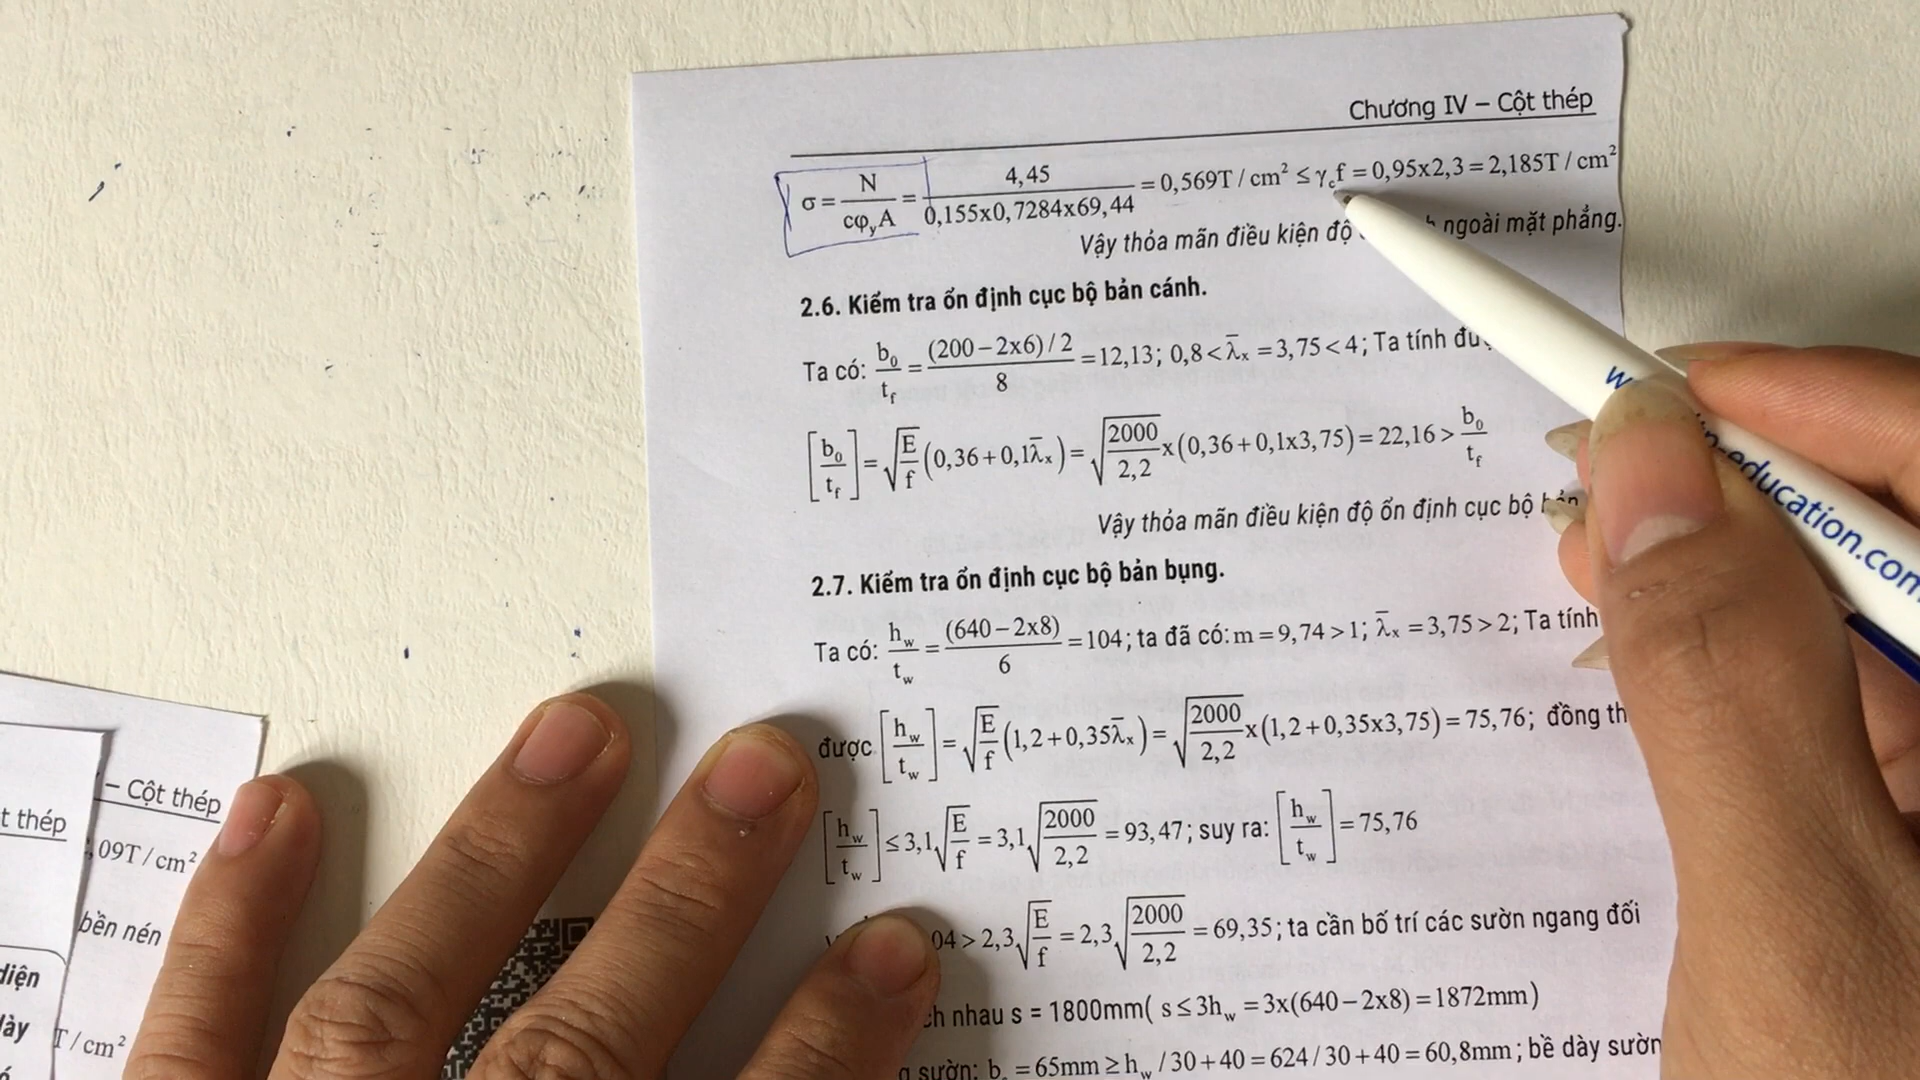 Chương IV – Cột thép
σ = N / cφyA = 4,45 / 0,155x0,7284x69,44 = 0,569T / cm² ≤ γcf = 0,95x2,3 = 2,185T / cm²
Vậy thỏa mãn điều kiện độ ngoài mặt phẳng.
2.6. Kiểm tra ổn định cục bộ bản cánh.
Ta có: b₀/tf = (200 – 2x6) / 2 / 8 = 12,13; 0,8 < λ̄x = 3,75 < 4; Ta tính
[b₀/tf] = √(E/f) (0,36 + 0,1λ̄x) = √(2000/2,2) x(0,36 + 0,1x3,75) = 22,16 > b₀/tf
Vậy thỏa mãn điều kiện độ ổn định cục bộ
2.7. Kiểm tra ổn định cục bộ bản bụng.
Ta có: hw/tw = (640 – 2x8) / 6 = 104; ta đã có: m = 9,74 > 1; λ̄x = 3,75 > 2; Ta tính
được [hw/tw] = √(E/f) (1,2 + 0,35λ̄x) = √(2000/2,2) x(1,2 + 0,35x3,75) = 75,76; đồng
[hw/tw] ≤ 3,1√(E/f) = 3,1√(2000/2,2) = 93,47; suy ra: [hw/tw] = 75,76
04 > 2,3√(E/f) = 2,3√(2000/2,2) = 69,35; ta cần bố trí các sườn ngang đối
nhau s = 1800mm( s ≤ 3hw = 3x(640 – 2x8) = 1872mm)
sườn: = 65mm ≥ hw / 30 + 40 = 624 / 30 + 40 = 60,8mm; bề dày sườn
– Cột thép
t thép
,09T / cm²
bền nén
diện
T / cm²
-education.com